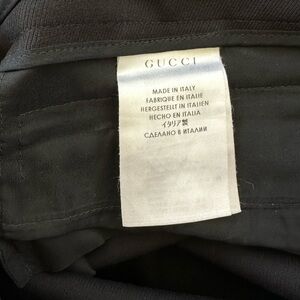 GUCCI
MADE IN ITALY
FABRIQUE EN ITALIE
HERGESTELLT IN ITALIEN
HECHO EN ITALIA
イタリア製
СДЕЛАНО В ИТАЛИИ